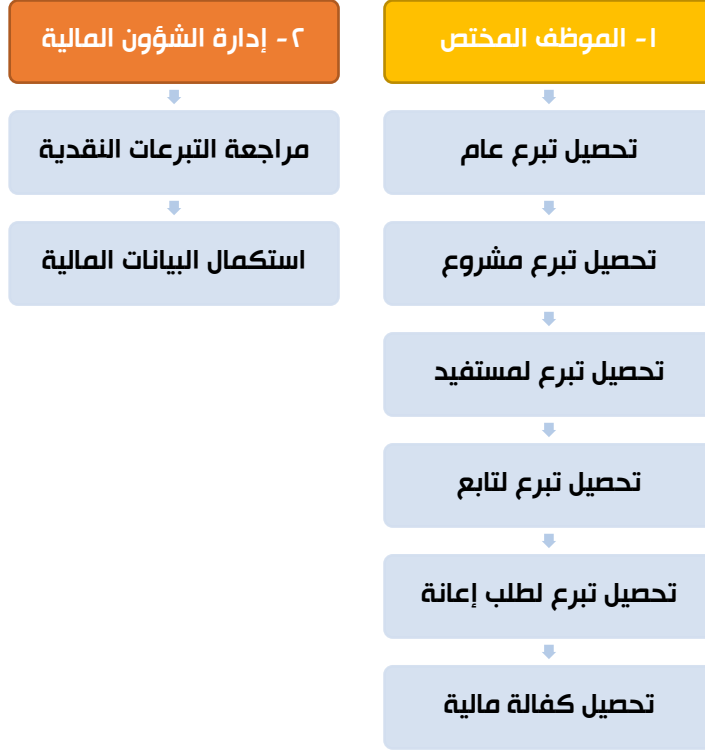 ١- الموظف المختص
تحصيل تبرع عام
تحصيل تبرع مشروع
تحصيل تبرع لمستفيد
تحصيل تبرع لتابع
تحصيل تبرع لطلب إعانة
تحصيل كفالة مالية
٢- إدارة الشؤون المالية
مراجعة التبرعات النقدية
استكمال البيانات المالية